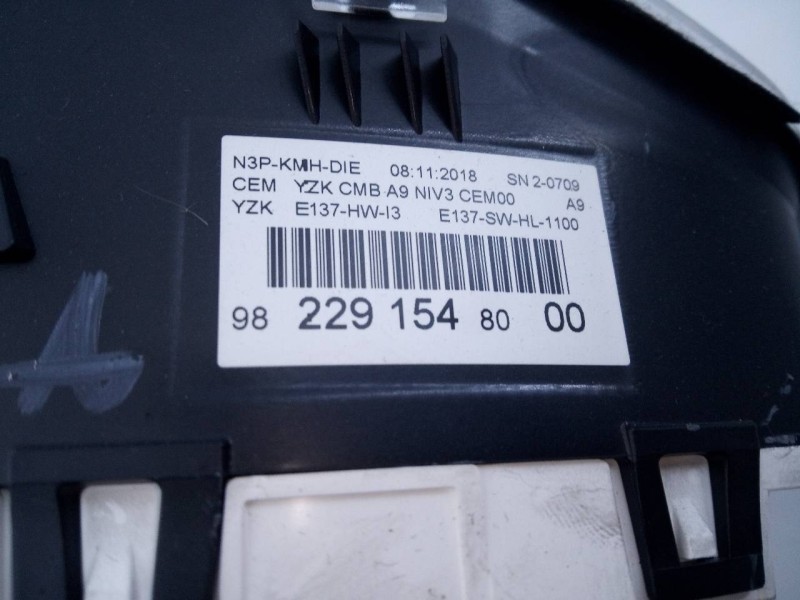 N3P-KMH-DIE 08:11:2018 SN 2-0709
CEM YZK CMB A9 NIV3 CEM00 A9
YZK E137-HW-I3 E137-SW-HL-1100
98 229 154 80 00